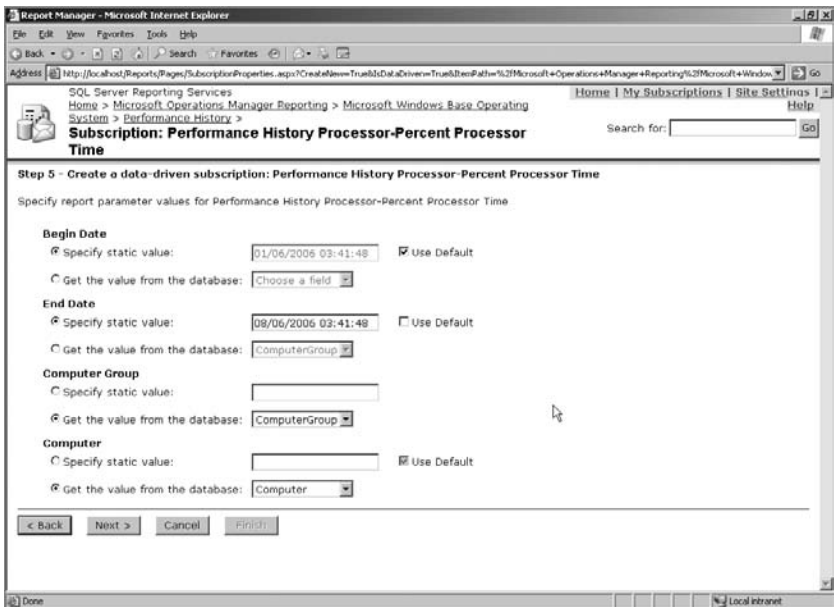 Report Manager - Microsoft Internet Explorer
File Edit View Favorites Tools Help
Back Search Favorites
Address http://localhost/Reports/Pages/SubscriptionProperties.aspx?CreateNew=True&IsDataDriven=True&ItemPath=%2fMicrosoft+Operations+Manager+Reporting%2fMicrosoft+Window Go
SQL Server Reporting Services
Home | My Subscriptions | Site Settings |
Help
Home > Microsoft Operations Manager Reporting > Microsoft Windows Base Operating
System > Performance History >
Subscription: Performance History Processor-Percent Processor
Time
Search for: Go
Step 5 - Create a data-driven subscription: Performance History Processor-Percent Processor Time
Specify report parameter values for Performance History Processor-Percent Processor Time
Begin Date
Specify static value: 01/06/2006 03:41:48 Use Default
Get the value from the database: Choose a field
End Date
Specify static value: 08/06/2006 03:41:48 Use Default
Get the value from the database: ComputerGroup
Computer Group
Specify static value:
Get the value from the database: ComputerGroup
Computer
Specify static value: Use Default
Get the value from the database: Computer
< Back Next > Cancel Finish
Done Local intranet